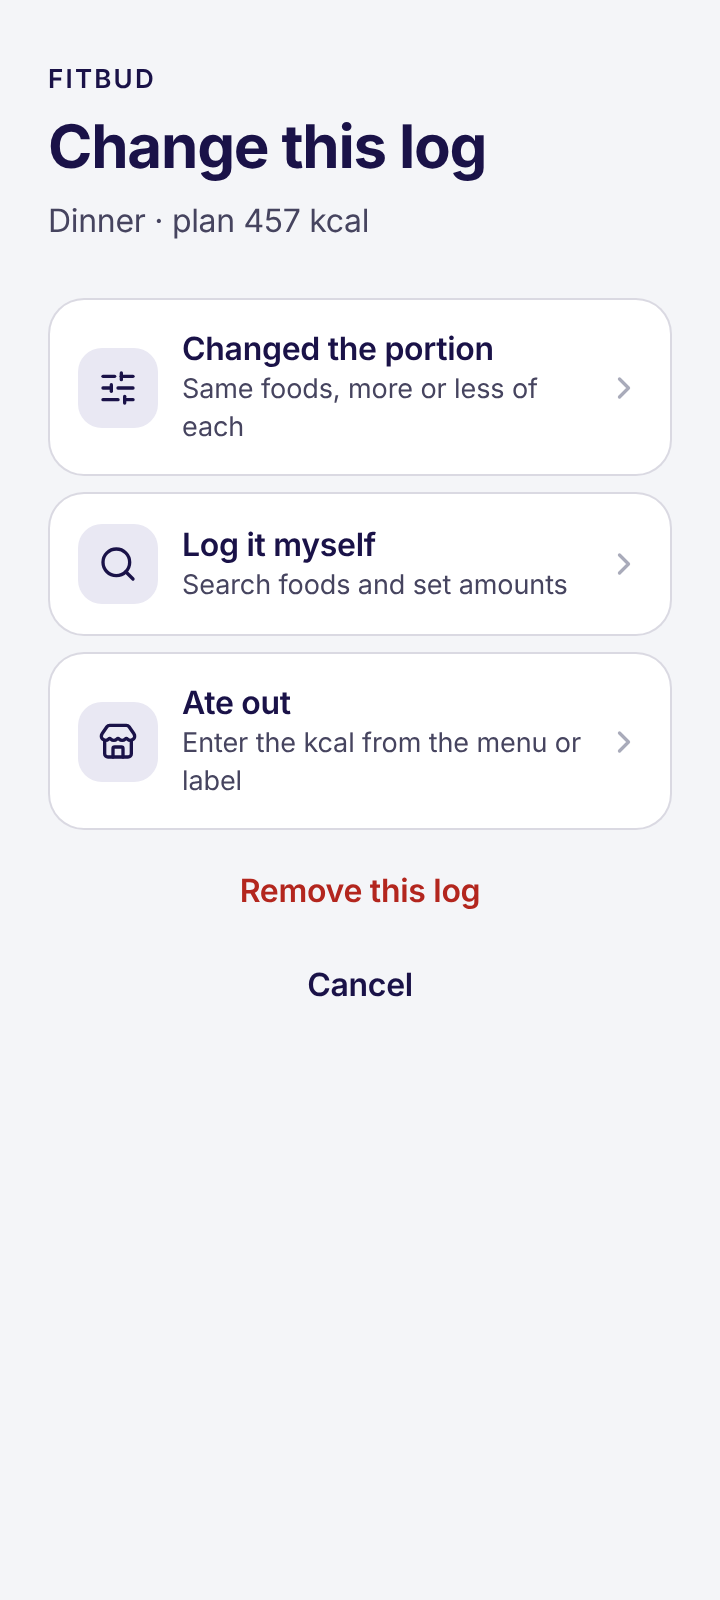 FITBUD
Change this log
Dinner · plan 457 kcal
Changed the portion
Same foods, more or less of
each
Log it myself
Search foods and set amounts
Ate out
Enter the kcal from the menu or
label
Remove this log
Cancel